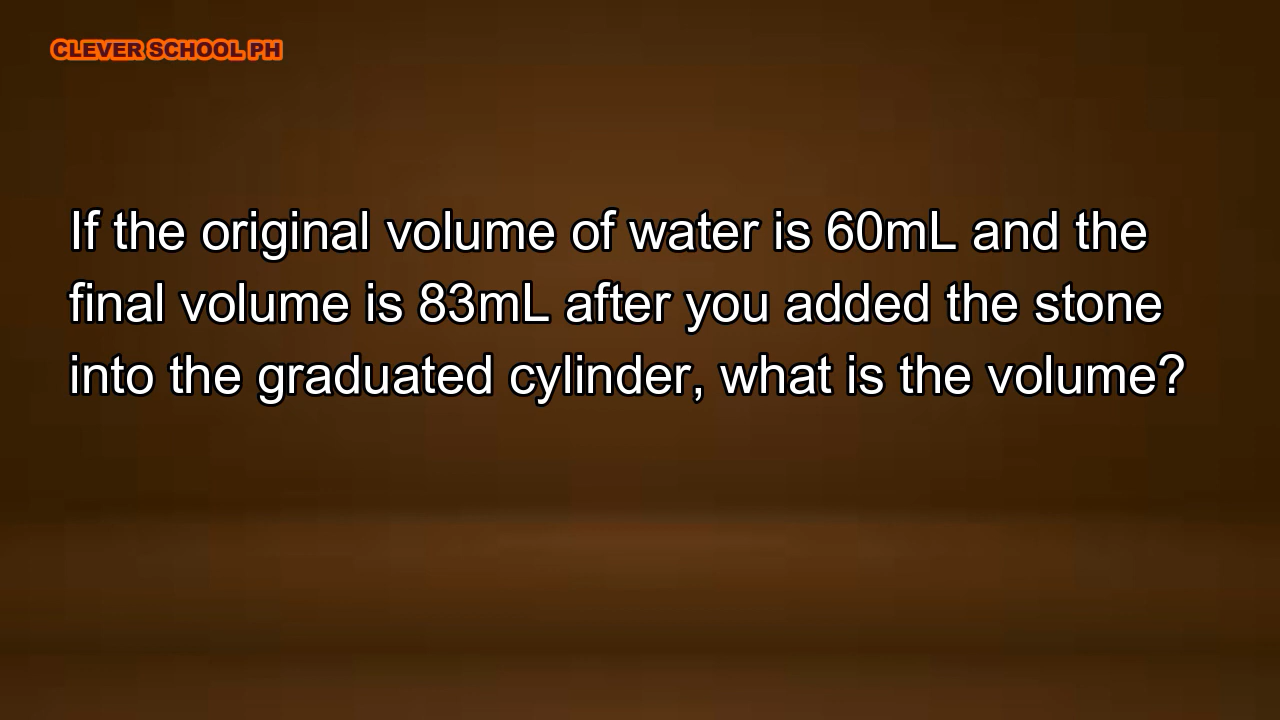 CLEVER SCHOOL PH
If the original volume of water is 60mL and the
final volume is 83mL after you added the stone
into the graduated cylinder, what is the volume?